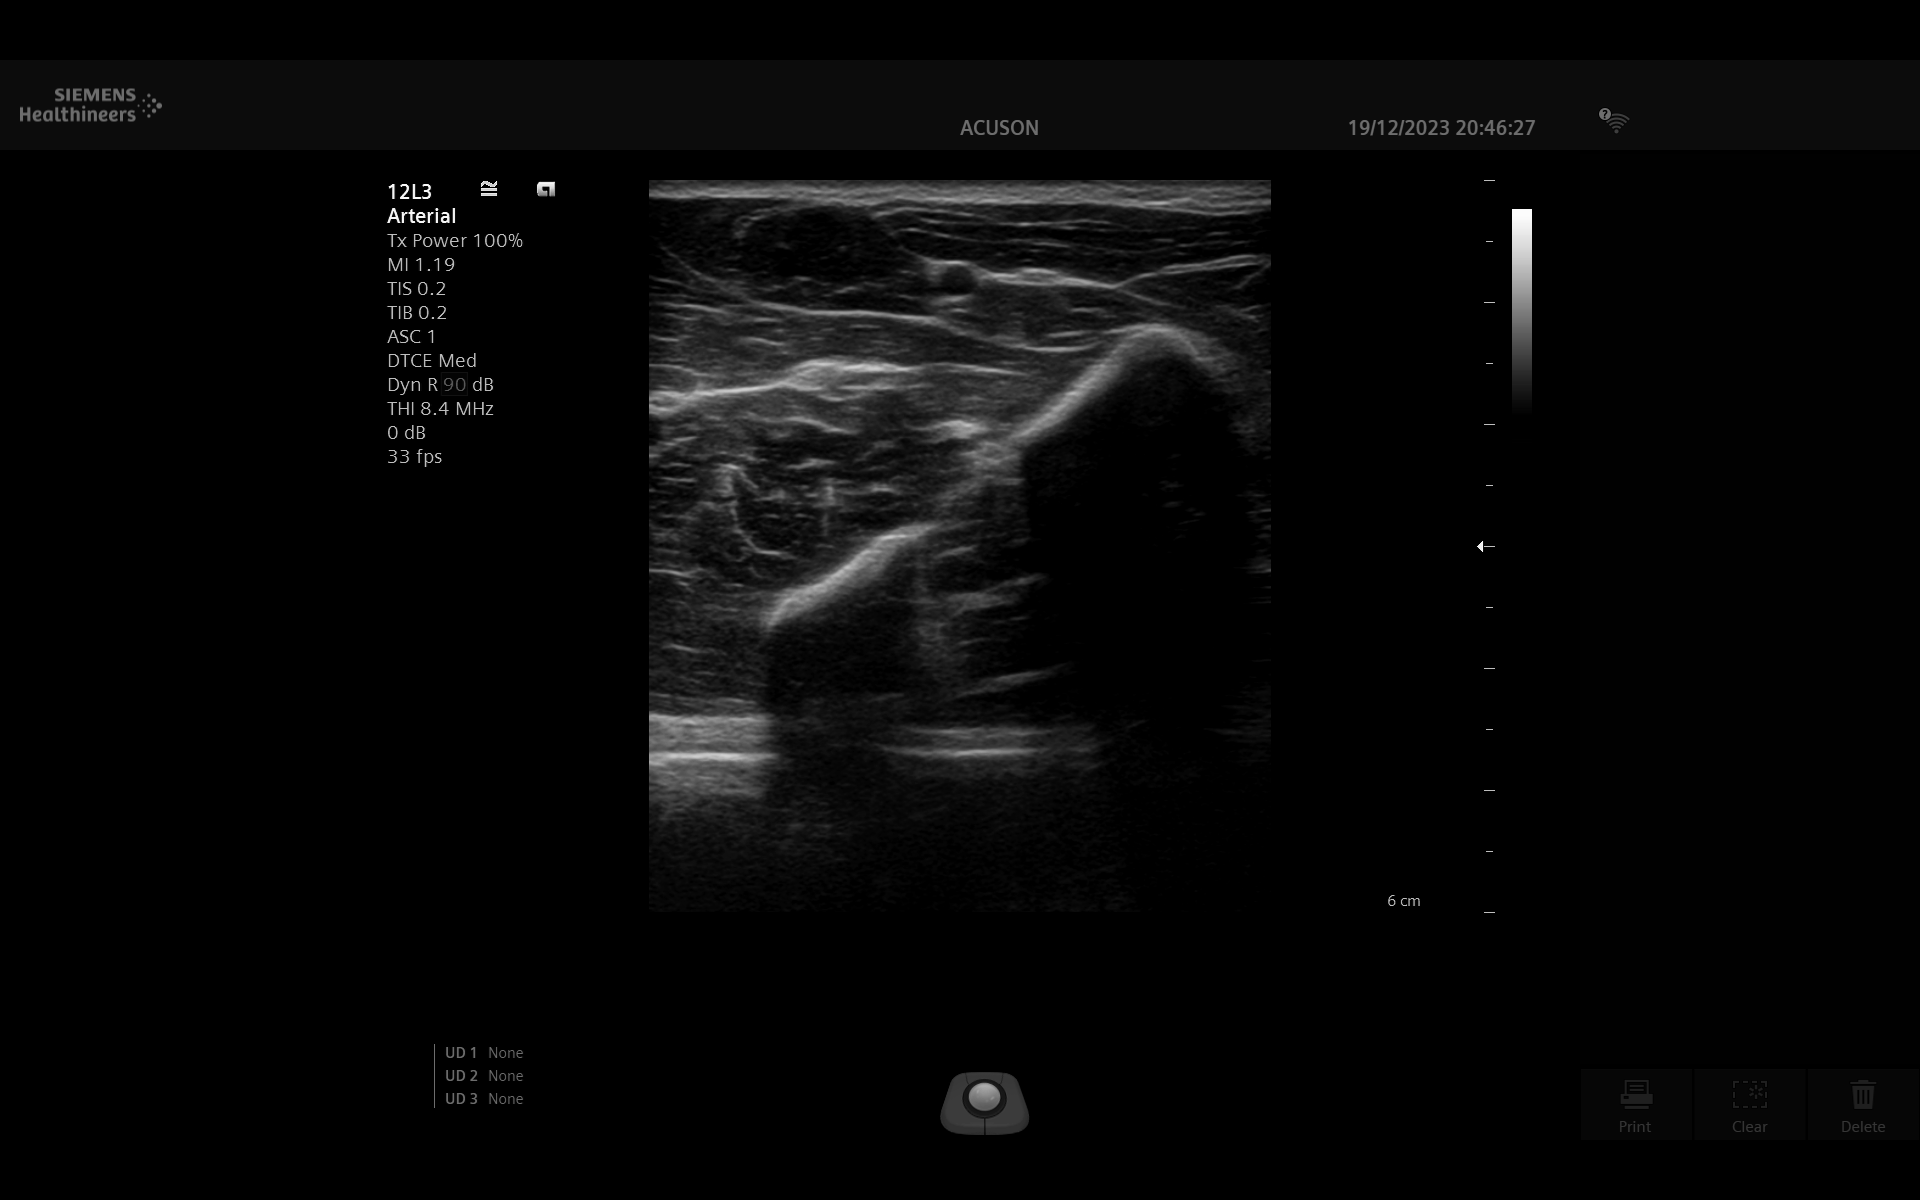 SIEMENS
Healthineers
ACUSON
19/12/2023 20:46:27
?
12L3
Arterial
Tx Power 100%
MI 1.19
TIS 0.2
TIB 0.2
ASC 1
DTCE Med
Dyn R 90 dB
THI 8.4 MHz
0 dB
33 fps
6 cm
UD 1 None
UD 2 None
UD 3 None
Print
Clear
Delete